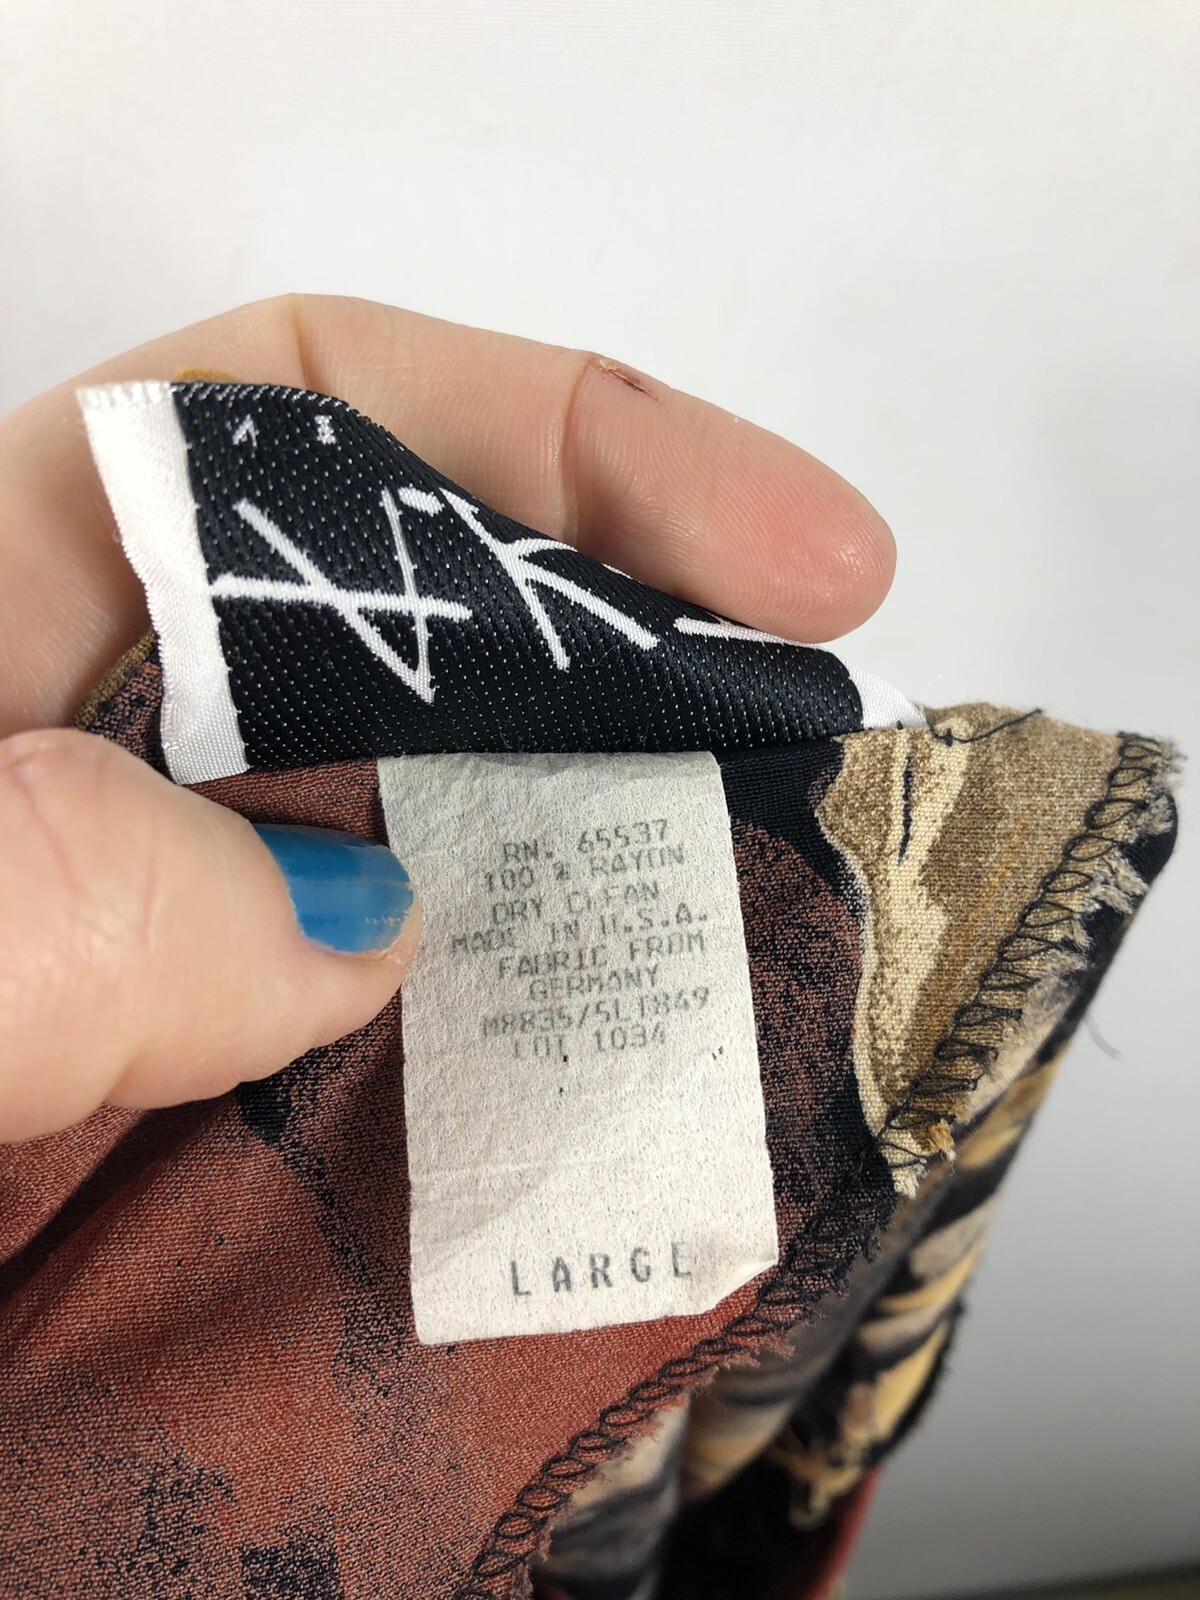 RN. 65537
100 % RAYON
DRY CLEAN
MADE IN U.S.A.
FABRIC FROM
GERMANY
M8835/SL1849
LOT 1034
LARGE